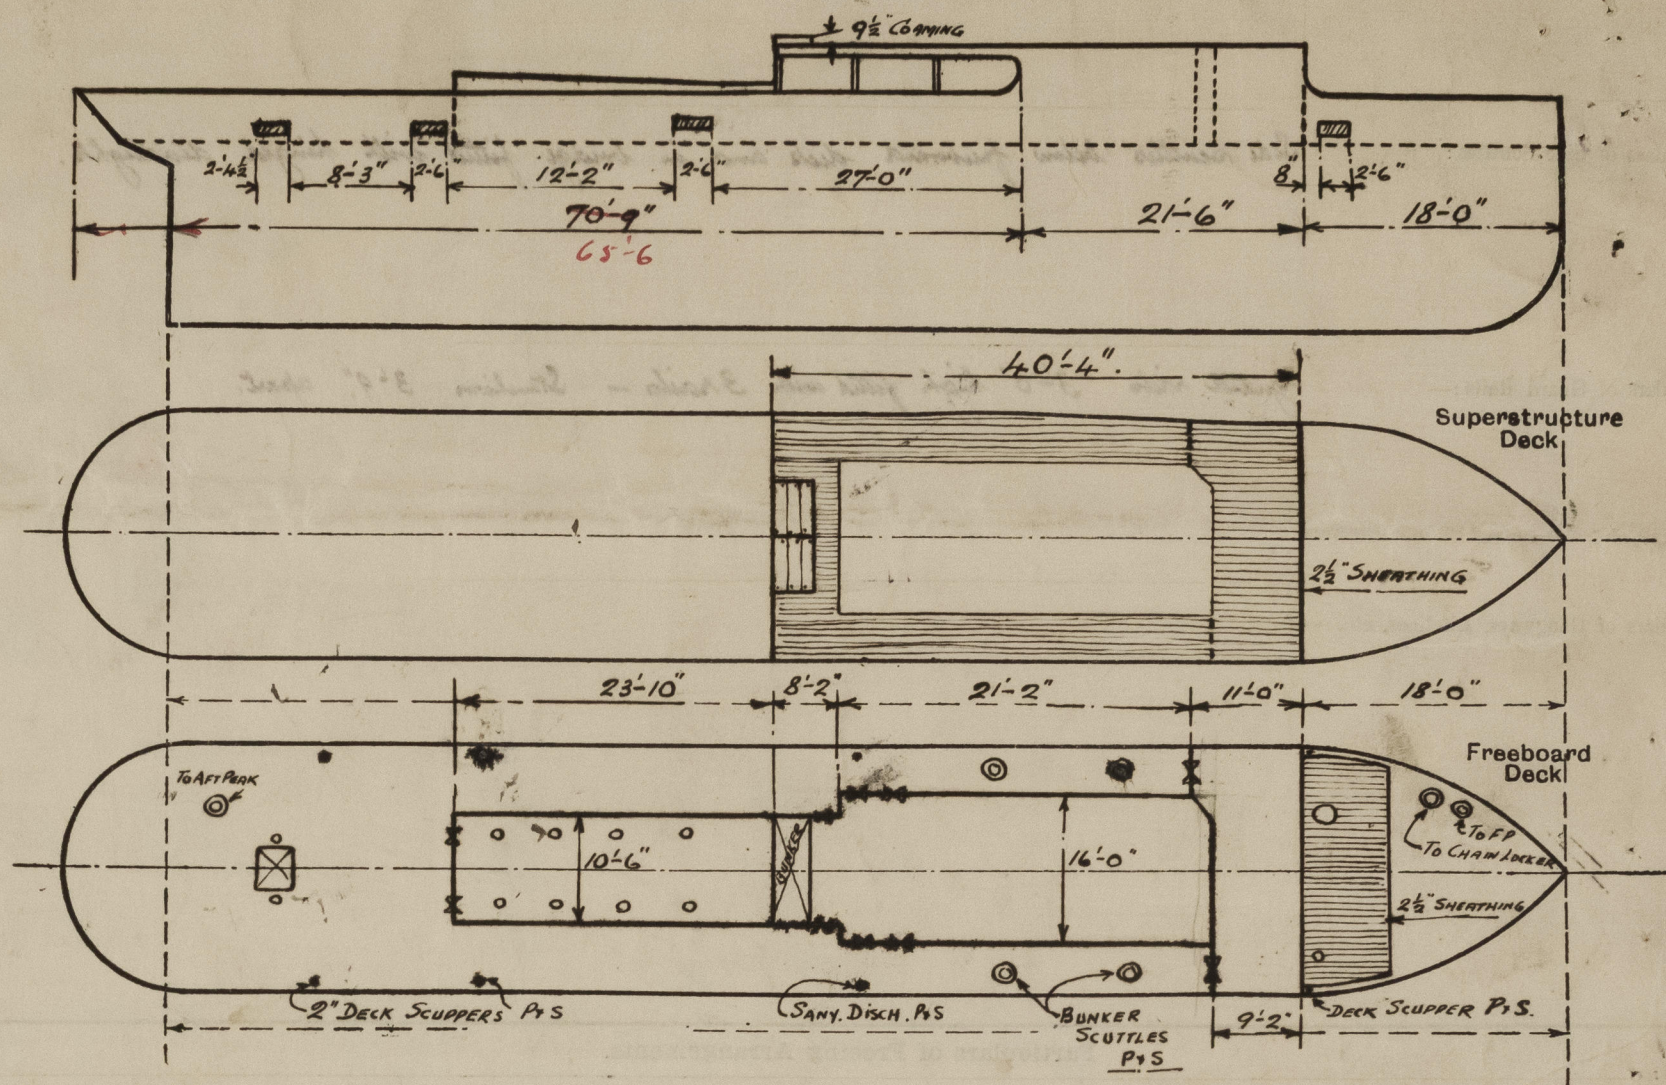 9½" COAMING
2'-4½ 8'-3" 2'-6" 12'-2" 2'-6" 27'-0" 8" 2'-6"
70'-9" 21'-6" 18'-0"
65'-6
40'-4".
Superstructure
Deck
2½" SHEATHING
23'-10" 8'-2" 21'-2" 11'-0" 18'-0"
Freeboard
Deck
TO AFT PEAK
TO FP
TO CHAIN LOCKER
BUNKER
10'-6" 16'-0"
2½" SHEATHING
2" DECK SCUPPERS P&S
SANY. DISCH. P&S
BUNKER
SCUTTLES
P&S
9'-2"
DECK SCUPPER P&S.